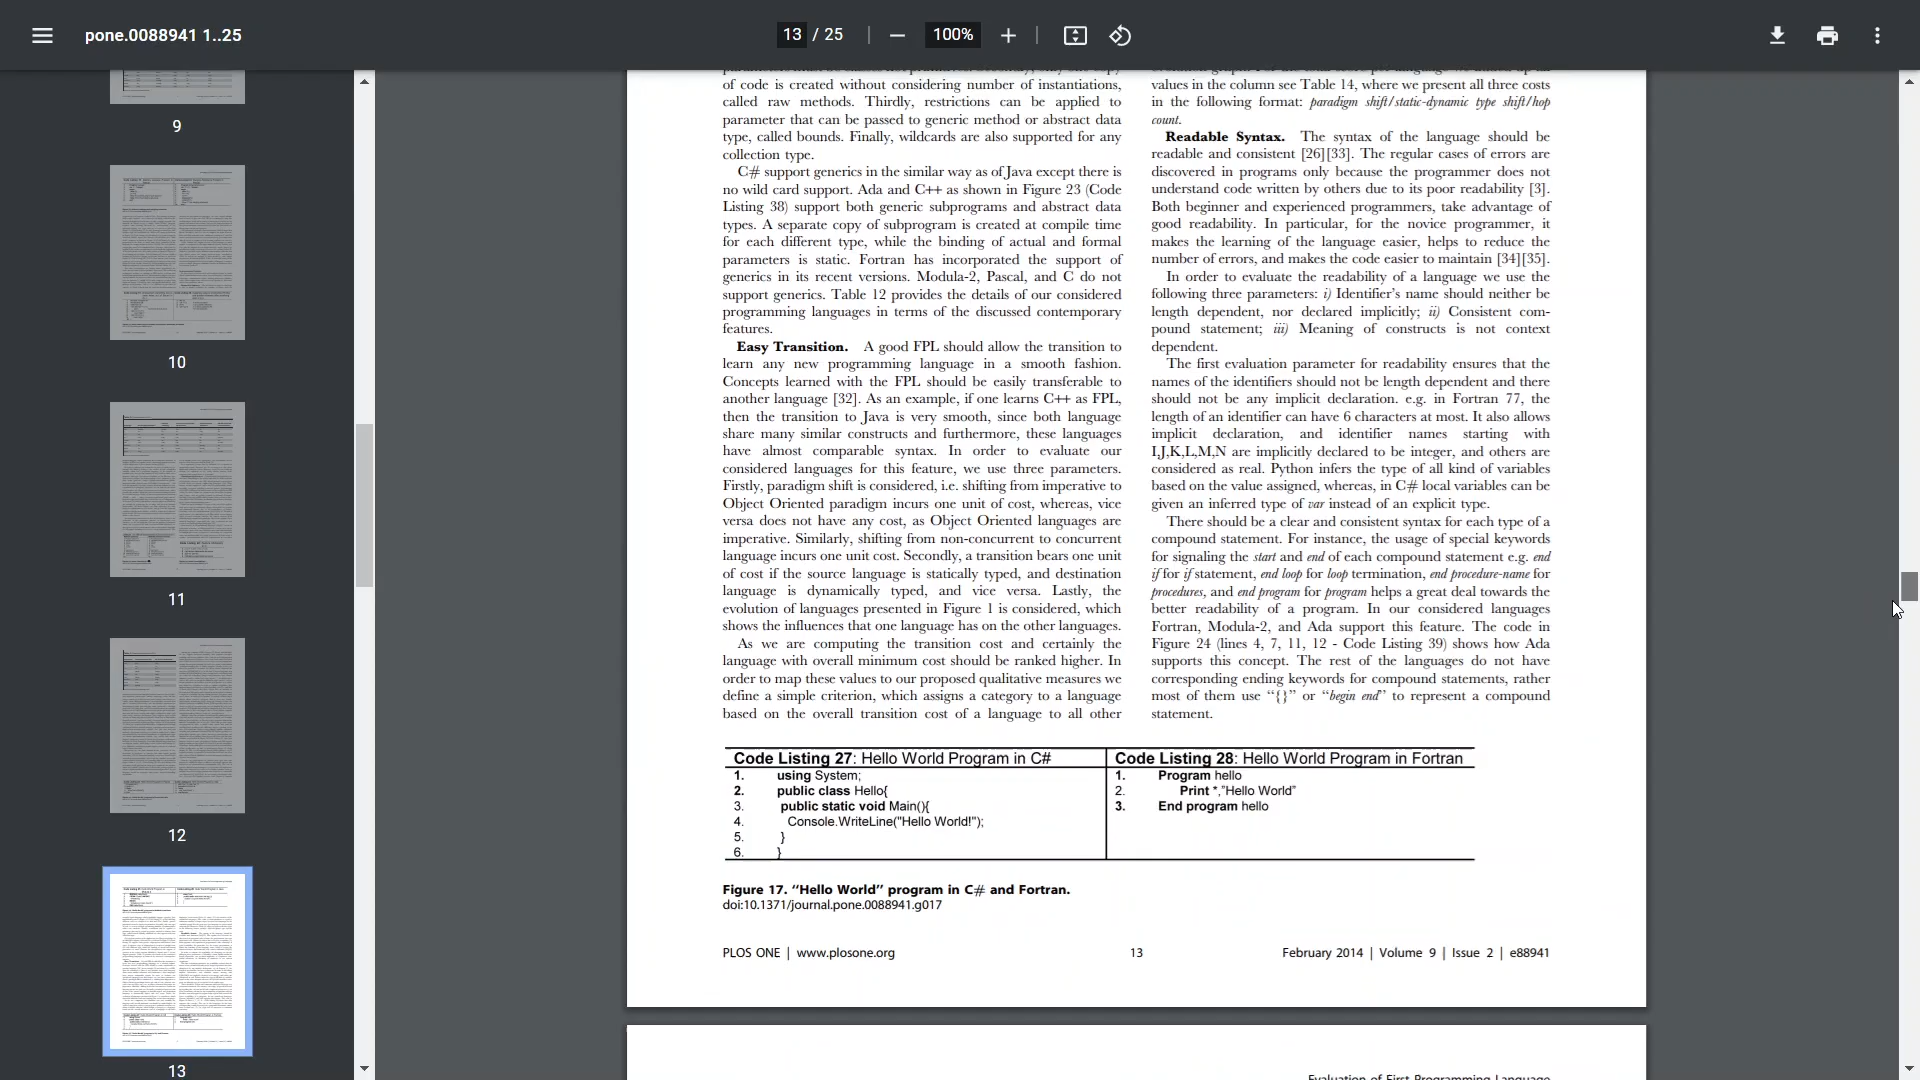 pone.0088941 1..25
13 / 25
100%
9
10
11
12
13
of code is created without considering number of instantiations,
called raw methods. Thirdly, restrictions can be applied to
parameter that can be passed to generic method or abstract data
type, called bounds. Finally, wildcards are also supported for any
collection type.
C# support generics in the similar way as of Java except there is
no wild card support. Ada and C++ as shown in Figure 23 (Code
Listing 38) support both generic subprograms and abstract data
types. A separate copy of subprogram is created at compile time
for each different type, while the binding of actual and formal
parameters is static. Fortran has incorporated the support of
generics in its recent versions. Modula-2, Pascal, and C do not
support generics. Table 12 provides the details of our considered
programming languages in terms of the discussed contemporary
features.
Easy Transition. A good FPL should allow the transition to
learn any new programming language in a smooth fashion.
Concepts learned with the FPL should be easily transferable to
another language [32]. As an example, if one learns C++ as FPL,
then the transition to Java is very smooth, since both language
share many similar constructs and furthermore, these languages
have almost comparable syntax. In order to evaluate our
considered languages for this feature, we use three parameters.
Firstly, paradigm shift is considered, i.e. shifting from imperative to
Object Oriented paradigm incurs one unit of cost, whereas, vice
versa does not have any cost, as Object Oriented languages are
imperative. Similarly, shifting from non-concurrent to concurrent
language incurs one unit cost. Secondly, a transition bears one unit
of cost if the source language is statically typed, and destination
language is dynamically typed, and vice versa. Lastly, the
evolution of languages presented in Figure 1 is considered, which
shows the influences that one language has on the other languages.
As we are computing the transition cost and certainly the
language with overall minimum cost should be ranked higher. In
order to map these values to our proposed qualitative measures we
define a simple criterion, which assigns a category to a language
based on the overall transition cost of a language to all other
values in the column see Table 14, where we present all three costs
in the following format: paradigm shift/static-dynamic type shift/hop
count.
Readable Syntax. The syntax of the language should be
readable and consistent [26][33]. The regular cases of errors are
discovered in programs only because the programmer does not
understand code written by others due to its poor readability [3].
Both beginner and experienced programmers, take advantage of
good readability. In particular, for the novice programmer, it
makes the learning of the language easier, helps to reduce the
number of errors, and makes the code easier to maintain [34][35].
In order to evaluate the readability of a language we use the
following three parameters: i) Identifier's name should neither be
length dependent, nor declared implicitly; ii) Consistent com-
pound statement; iii) Meaning of constructs is not context
dependent.
The first evaluation parameter for readability ensures that the
names of the identifiers should not be length dependent and there
should not be any implicit declaration. e.g. in Fortran 77, the
length of an identifier can have 6 characters at most. It also allows
implicit declaration, and identifier names starting with
I,J,K,L,M,N are implicitly declared to be integer, and others are
considered as real. Python infers the type of all kind of variables
based on the value assigned, whereas, in C# local variables can be
given an inferred type of var instead of an explicit type.
There should be a clear and consistent syntax for each type of a
compound statement. For instance, the usage of special keywords
for signaling the start and end of each compound statement e.g. end
if for if statement, end loop for loop termination, end procedure-name for
procedures, and end program for program helps a great deal towards the
better readability of a program. In our considered languages
Fortran, Modula-2, and Ada support this feature. The code in
Figure 24 (lines 4, 7, 11, 12 - Code Listing 39) shows how Ada
supports this concept. The rest of the languages do not have
corresponding ending keywords for compound statements, rather
most of them use ‘‘{}’’ or ‘‘begin end’’ to represent a compound
statement.
Code Listing 27: Hello World Program in C#
1. using System;
2. public class Hello{
3. public static void Main(){
4. Console.WriteLine("Hello World!");
5. }
6. }
Code Listing 28: Hello World Program in Fortran
1. Program hello
2. Print *,"Hello World"
3. End program hello
Figure 17. ‘‘Hello World’’ program in C# and Fortran.
doi:10.1371/journal.pone.0088941.g017
PLOS ONE | www.plosone.org
13
February 2014 | Volume 9 | Issue 2 | e88941
Evaluation of First Programming Language